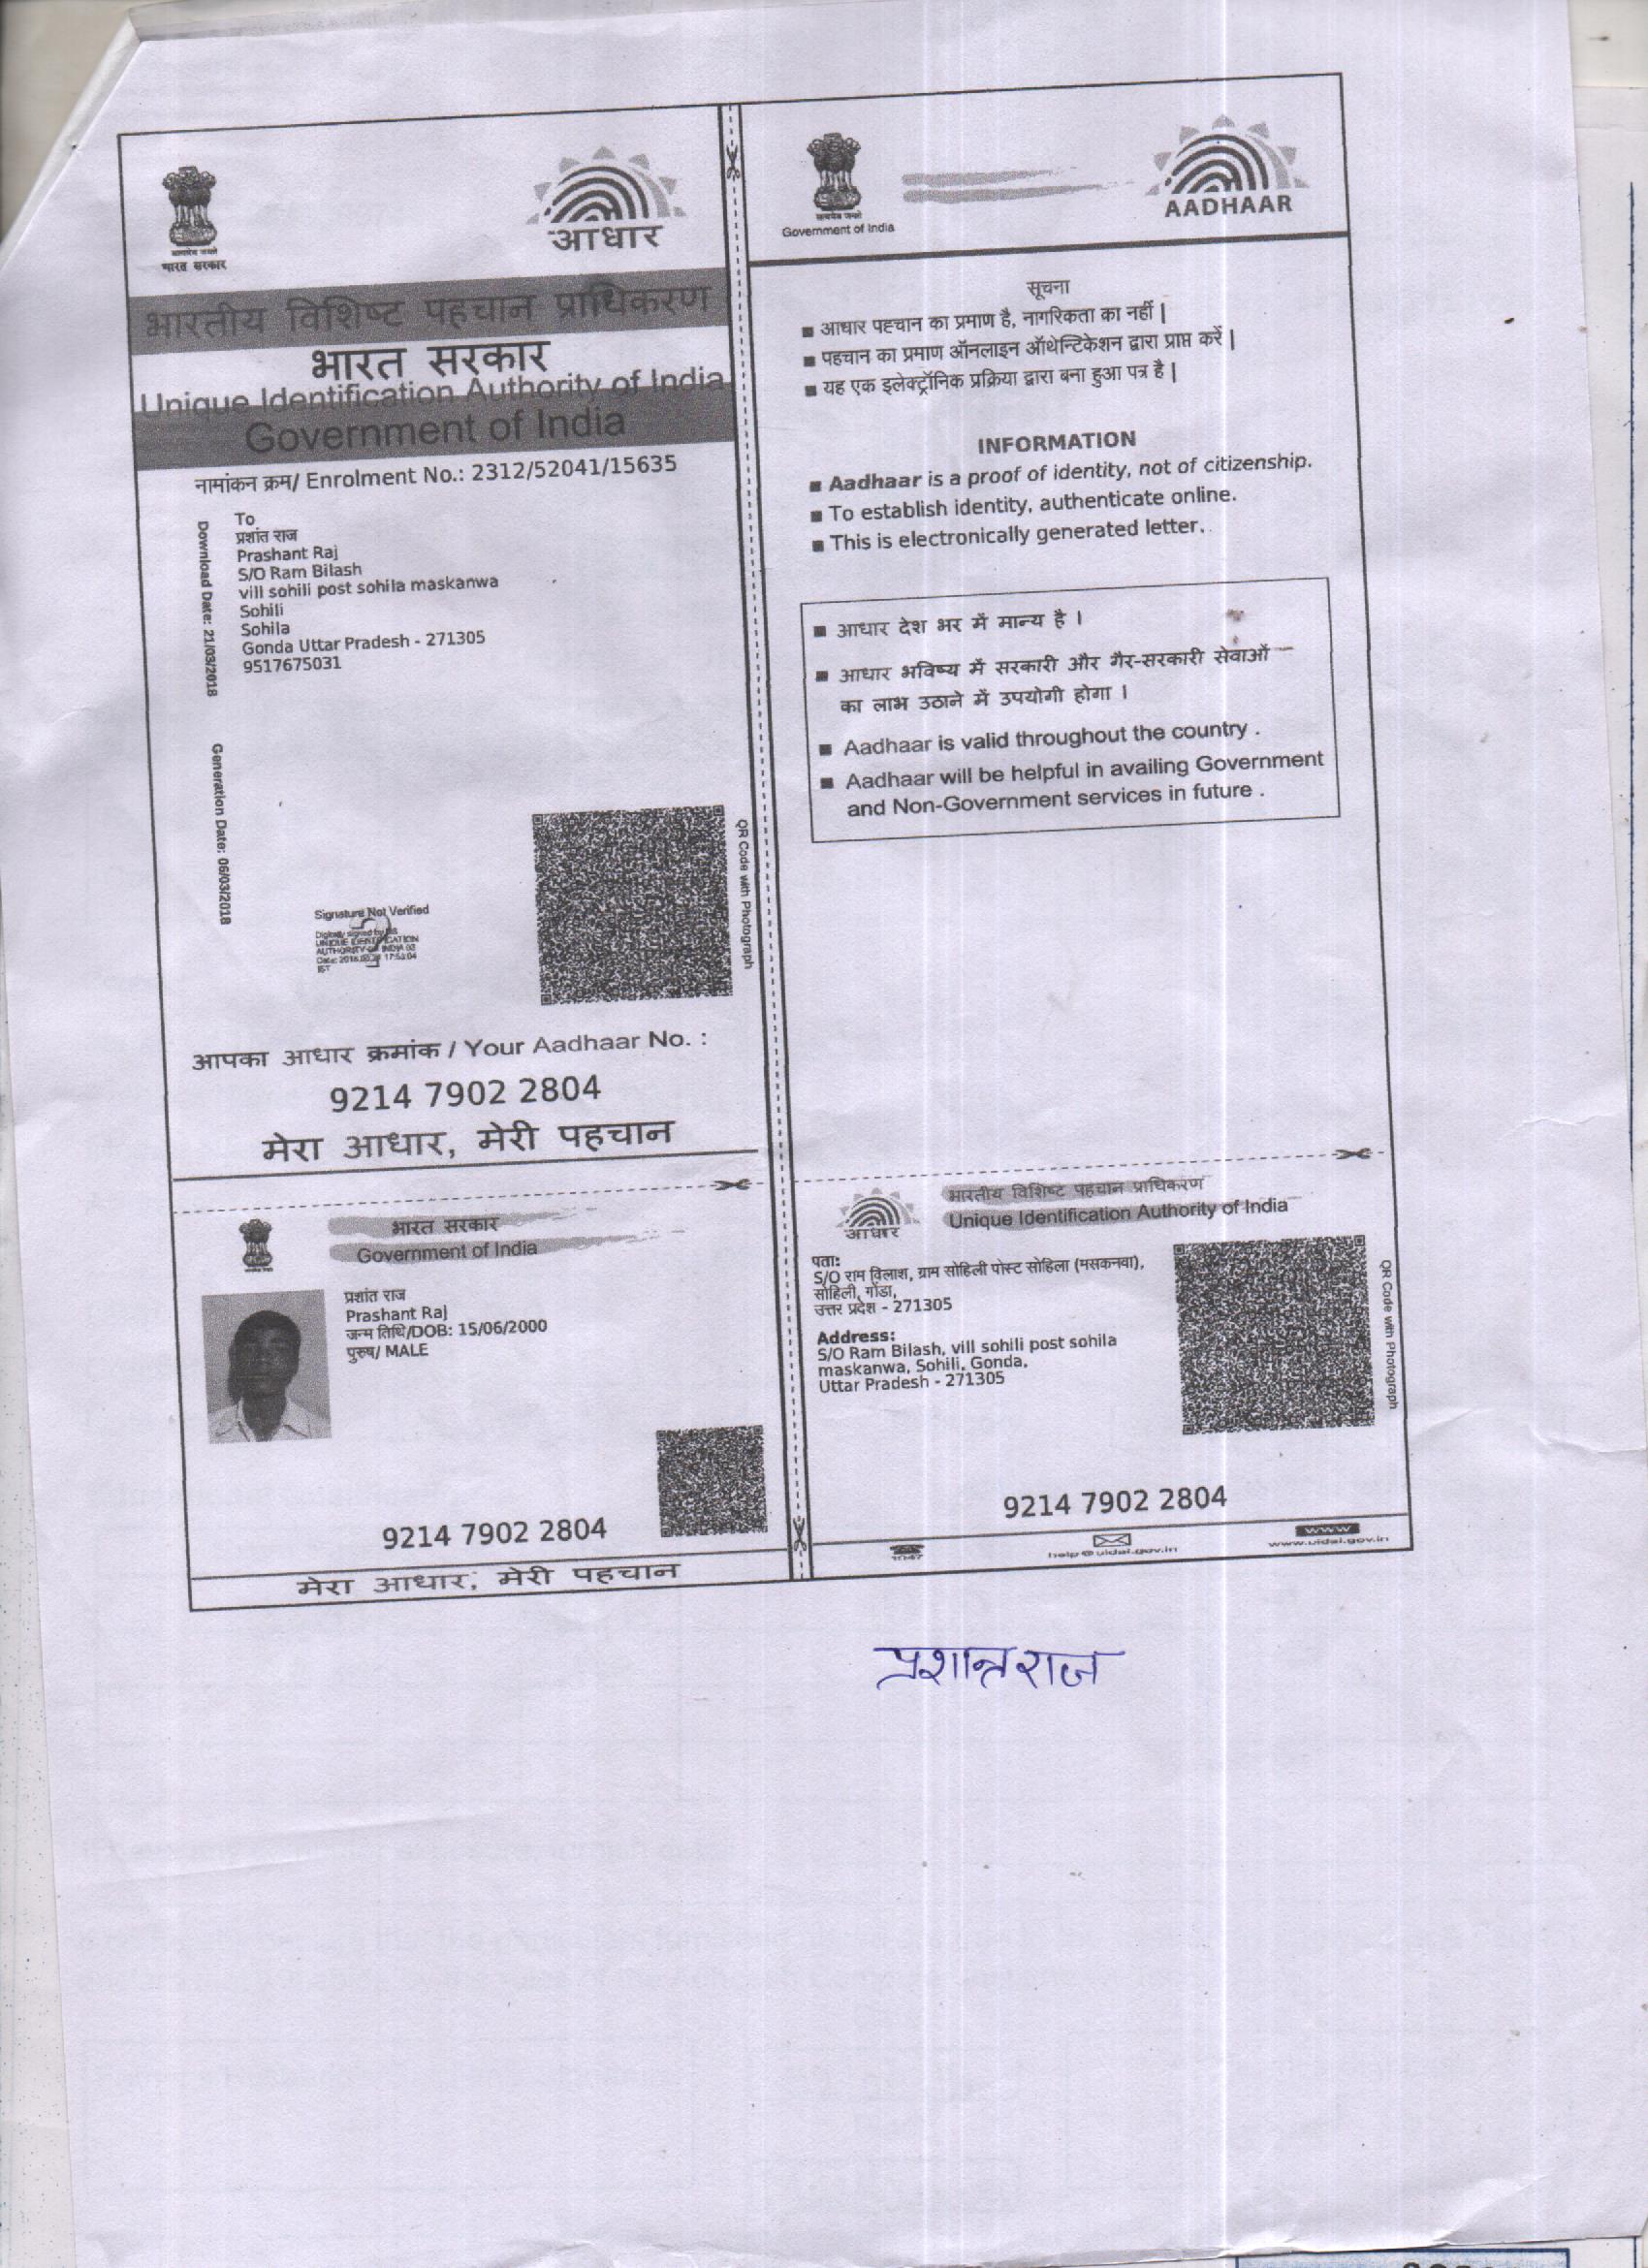 भारत सरकार
आधार
भारतीय विशिष्ट पहचान प्राधिकरण
भारत सरकार
Unique Identification Authority of India
Government of India
नामांकन क्रम/ Enrolment No.: 2312/52041/15635
Download Date: 21/03/2018
Generation Date: 06/03/2018
To
प्रशांत राज
Prashant Raj
S/O Ram Bilash
vill sohili post sohila maskanwa
Sohili
Sohila
Gonda Uttar Pradesh - 271305
9517675031
Signature Not Verified
Digitally signed by
UNIQUE IDENTIFICATION
AUTHORITY OF INDIA
IST
QR Code with Photograph
आपका आधार क्रमांक / Your Aadhaar No. :
9214 7902 2804
मेरा आधार, मेरी पहचान
Government of India
AADHAAR
सूचना
■ आधार पहचान का प्रमाण है, नागरिकता का नहीं |
■ पहचान का प्रमाण ऑनलाइन ऑथेन्टिकेशन द्वारा प्राप्त करें |
■ यह एक इलेक्ट्रॉनिक प्रक्रिया द्वारा बना हुआ पत्र है |
INFORMATION
■ Aadhaar is a proof of identity, not of citizenship.
■ To establish identity, authenticate online.
■ This is electronically generated letter.
■ आधार देश भर में मान्य है ।
■ आधार भविष्य में सरकारी और गैर-सरकारी सेवाओं
का लाभ उठाने में उपयोगी होगा ।
■ Aadhaar is valid throughout the country .
■ Aadhaar will be helpful in availing Government
and Non-Government services in future .
भारत सरकार
Government of India
प्रशांत राज
Prashant Raj
जन्म तिथि/DOB: 15/06/2000
पुरुष/ MALE
9214 7902 2804
मेरा आधार, मेरी पहचान
आधार
भारतीय विशिष्ट पहचान प्राधिकरण
Unique Identification Authority of India
पता:
S/O राम विलाश, ग्राम सोहिली पोस्ट सोहिला (मसकनवा),
सोहिली, गोंडा,
उत्तर प्रदेश - 271305
Address:
S/O Ram Bilash, vill sohili post sohila
maskanwa, Sohili, Gonda,
Uttar Pradesh - 271305
QR Code with Photograph
9214 7902 2804
1947
help@uidai.gov.in
www
www.uidai.gov.in
प्रशान्त राज